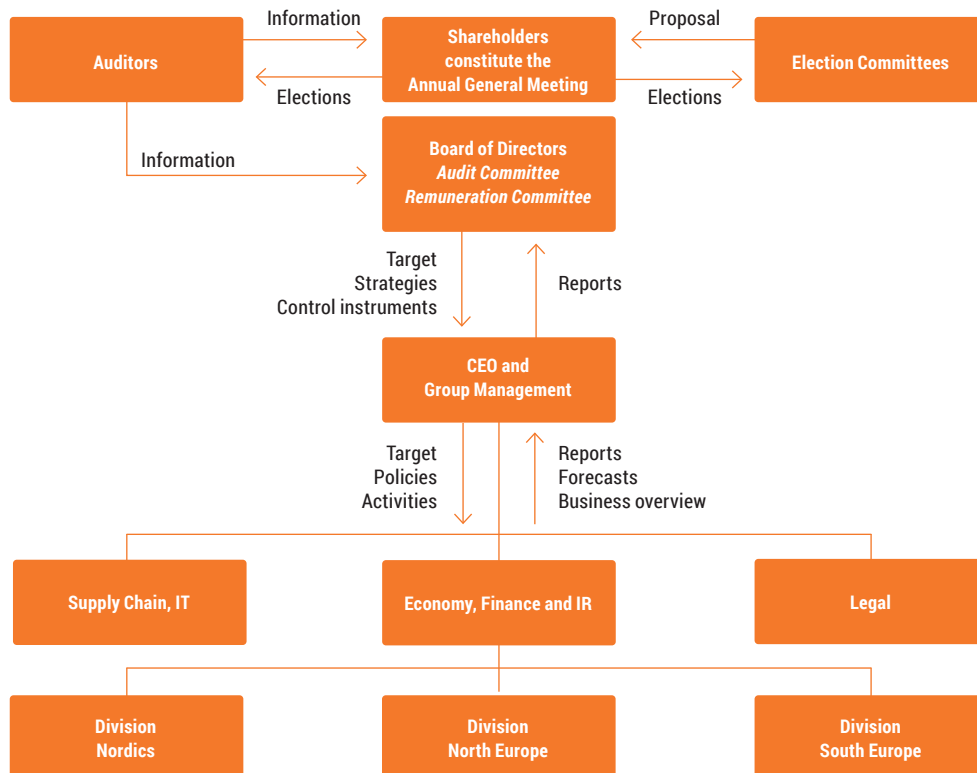 Information
Proposal
Auditors
Shareholders
constitute the
Annual General Meeting
Election Committees
Elections
Elections
Information
Board of Directors
Audit Committee
Remuneration Committee
Target
Strategies
Control instruments
Reports
CEO and
Group Management
Target
Policies
Activities
Reports
Forecasts
Business overview
Supply Chain, IT
Economy, Finance and IR
Legal
Division
Nordics
Division
North Europe
Division
South Europe